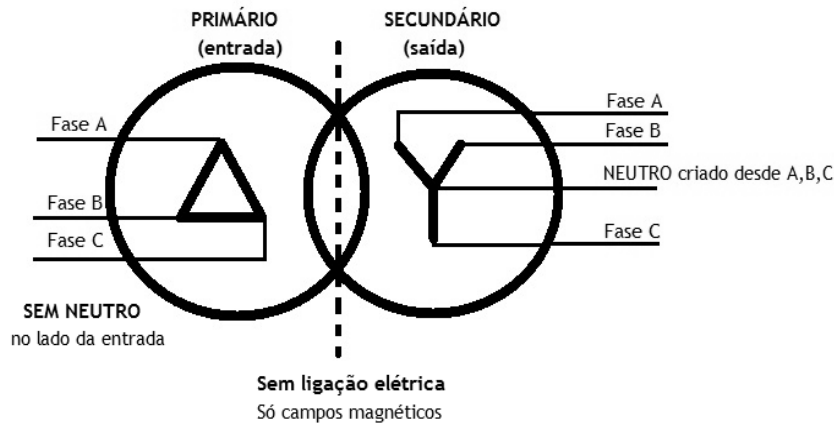 PRIMÁRIO
(entrada)
SECUNDÁRIO
(saída)
Fase A
Fase B
Fase C
SEM NEUTRO
no lado da entrada
Fase A
Fase B
NEUTRO criado desde A,B,C
Fase C
Sem ligação elétrica
Só campos magnéticos